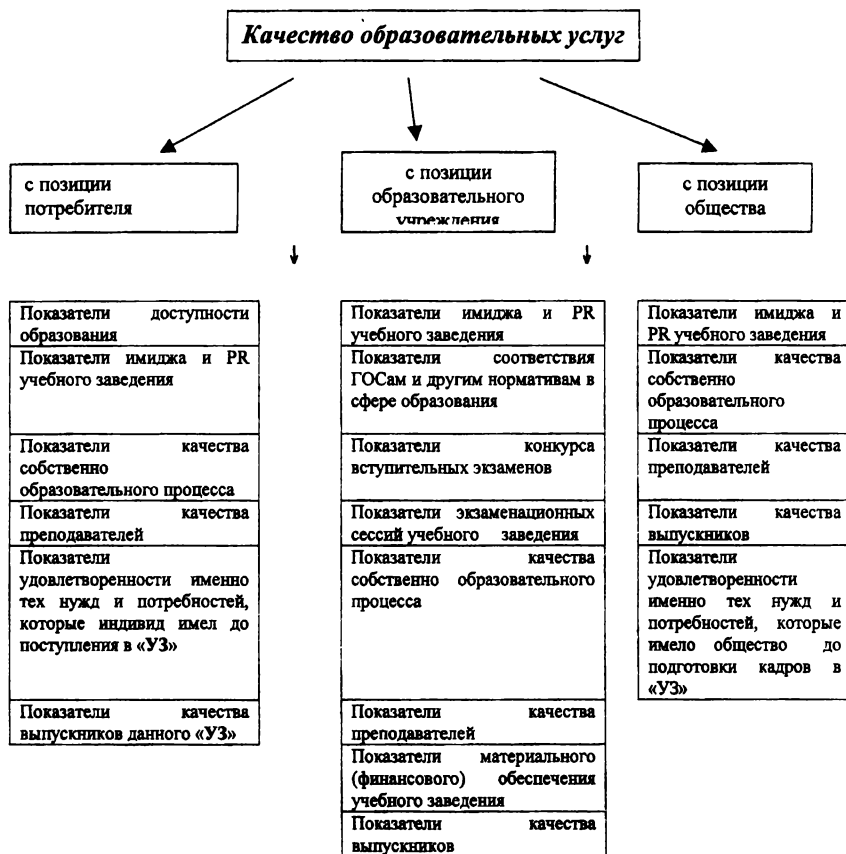 Качество образовательных услуг
с позиции
потребителя
с позиции
образовательного
учреждения
с позиции
общества
Показатели доступности
образования
Показатели имиджа и PR
учебного заведения
Показатели качества
собственно
образовательного процесса
Показатели качества
преподавателей
Показатели
удовлетворенности именно
тех нужд и потребностей,
которые индивид имел до
поступления в «УЗ»
Показатели качества
выпускников данного «УЗ»
Показатели имиджа и PR
учебного заведения
Показатели соответствия
ГОСам и другим нормативам в
сфере образования
Показатели конкурса
вступительных экзаменов
Показатели экзаменационных
сессий учебного заведения
Показатели качества
собственно образовательного
процесса
Показатели качества
преподавателей
Показатели материального
(финансового) обеспечения
учебного заведения
Показатели качества
выпускников
Показатели имиджа и
PR учебного заведения
Показатели качества
собственно
образовательного
процесса
Показатели качества
преподавателей
Показатели качества
выпускников
Показатели
удовлетворенности
именно тех нужд и
потребностей, которые
имело общество до
подготовки кадров в
«УЗ»